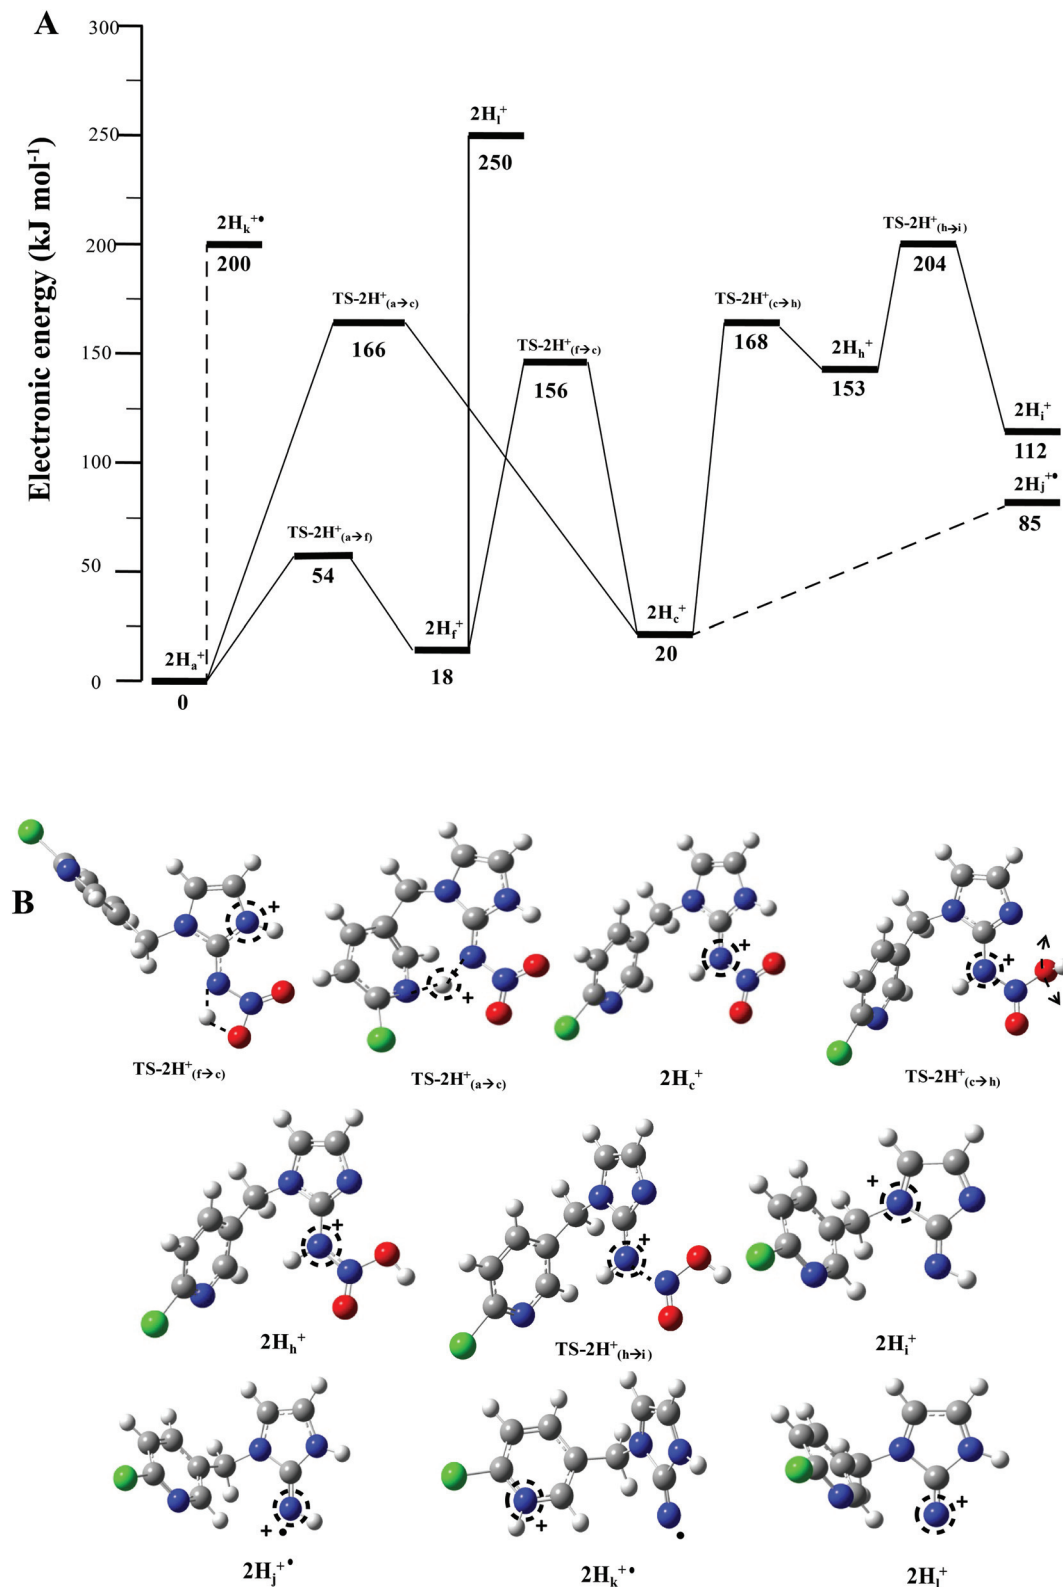 A
300
250
200
150
100
50
0
Electronic energy (kJ mol⁻¹)
2Hₗ⁺
250
2Hₖ⁺•
200
TS-2H⁺(h→i)
204
TS-2H⁺(a→c)
166
TS-2H⁺(c→h)
168
TS-2H⁺(f→c)
156
2Hₕ⁺
153
2Hᵢ⁺
112
2Hⱼ⁺•
85
TS-2H⁺(a→f)
54
2Hf⁺
18
2Hc⁺
20
2Hₐ⁺
0
B
+
+
+
+
TS-2H⁺(f→c)
TS-2H⁺(a→c)
2Hc⁺
TS-2H⁺(c→h)
+
+
+
2Hₕ⁺
TS-2H⁺(h→i)
2Hᵢ⁺
+•
+
•
+
2Hⱼ⁺•
2Hₖ⁺•
2Hₗ⁺